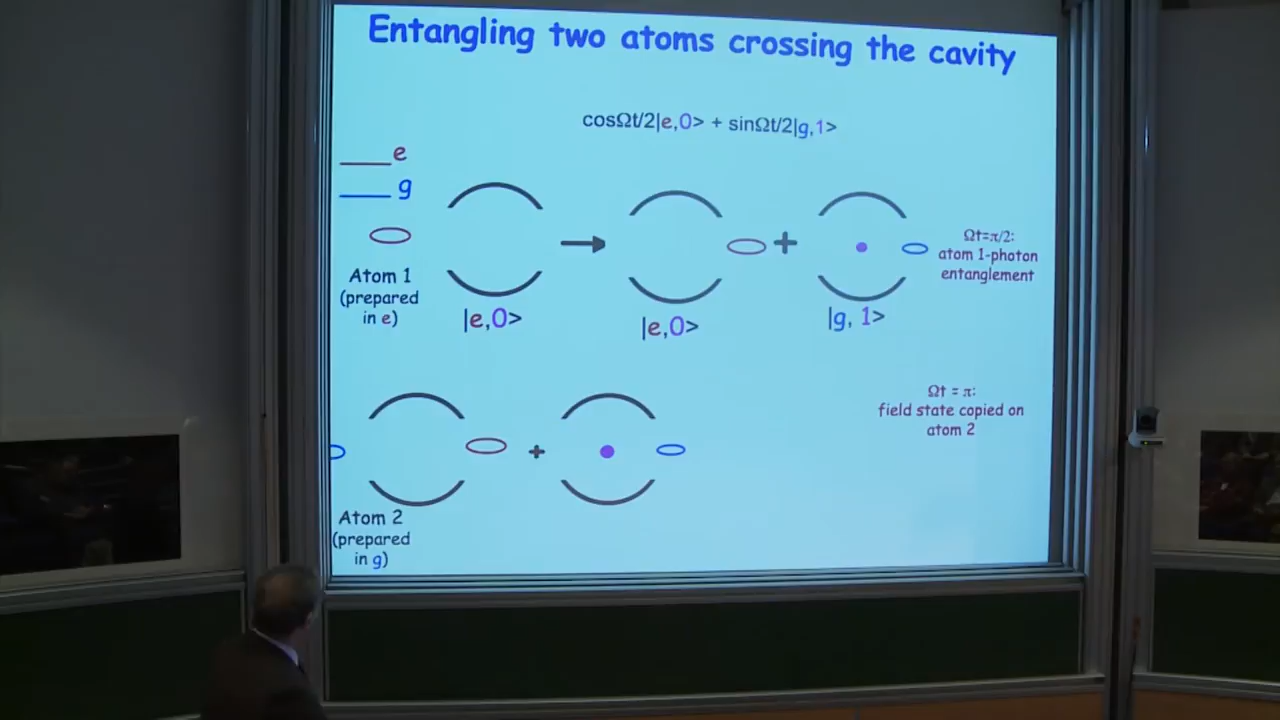 Entangling two atoms crossing the cavity
cosΩt/2|e,0> + sinΩt/2|g,1>
e
g
Atom 1
(prepared
in e)
|e,0>
|e,0>
+
|g, 1>
Ωt=π/2:
atom 1-photon
entanglement
Ωt = π:
field state copied on
atom 2
+
Atom 2
(prepared
in g)